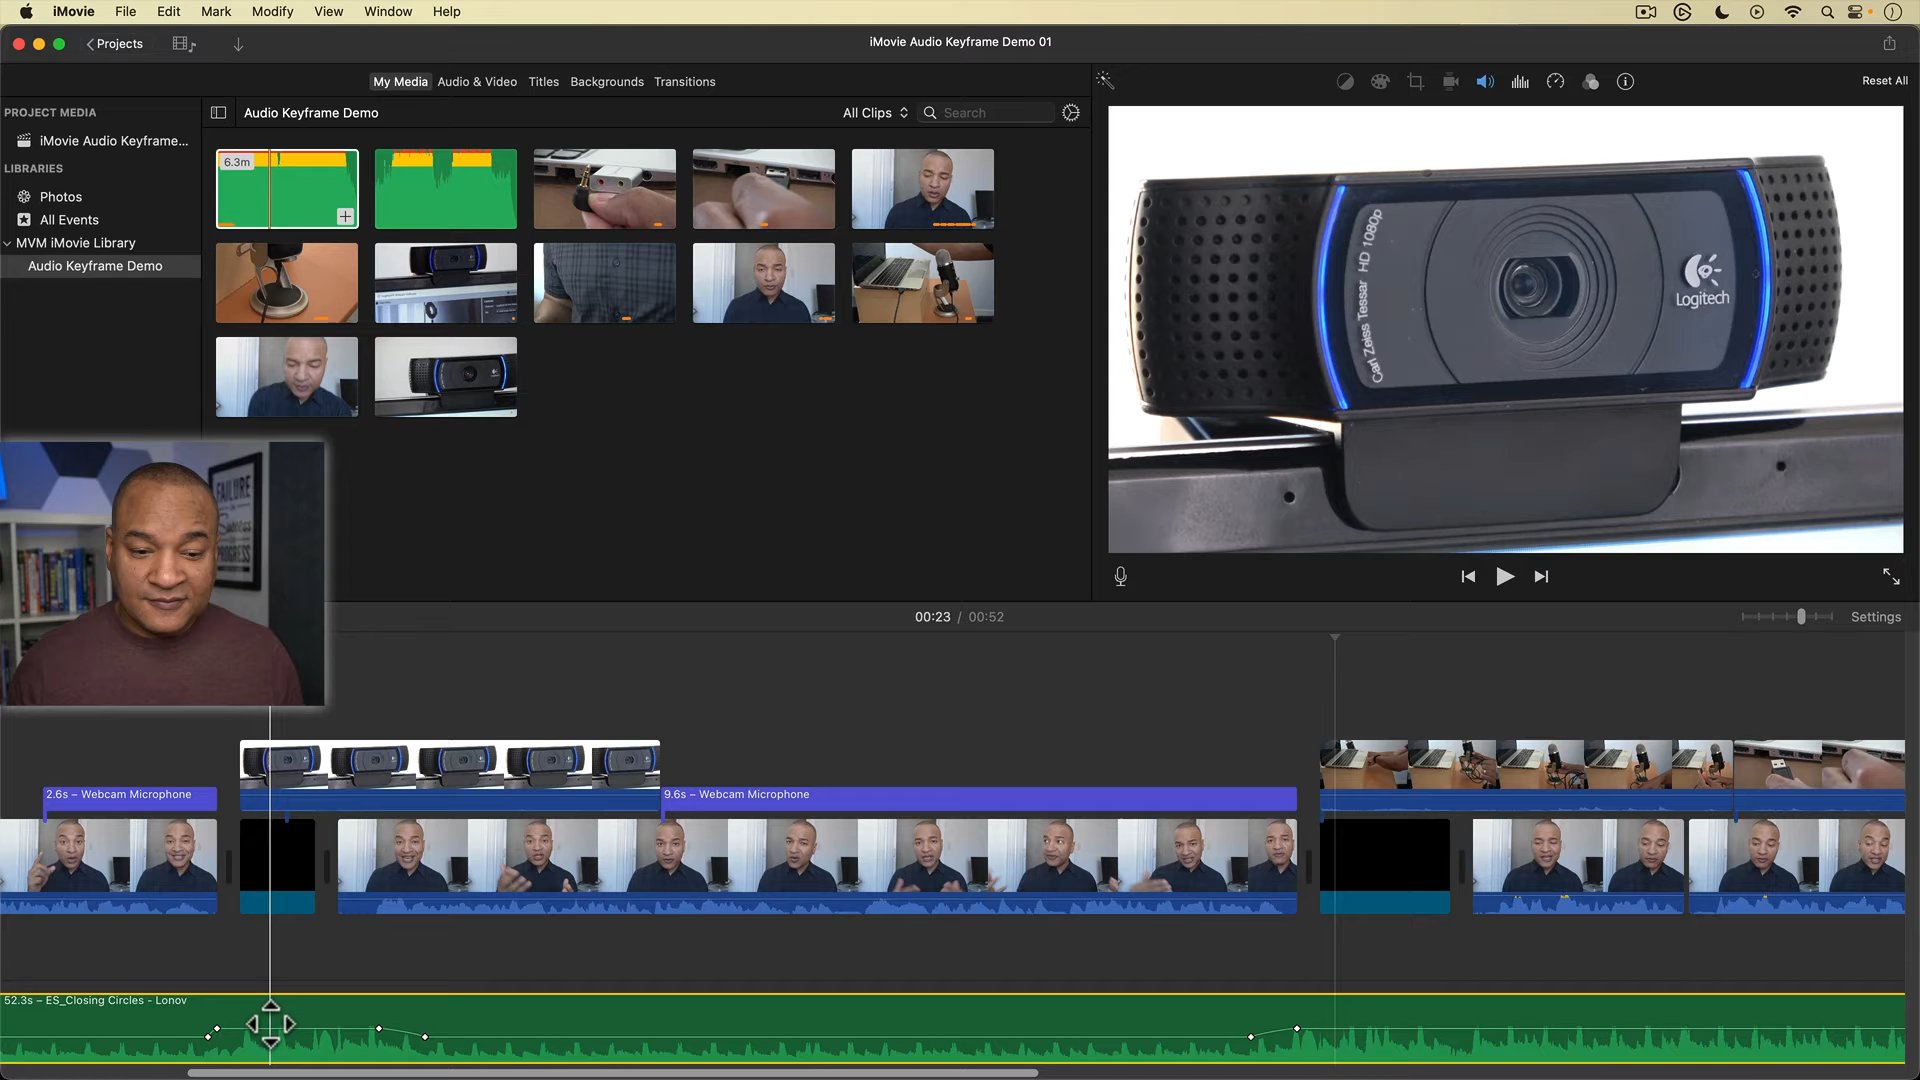 iMovie File Edit Mark Modify View Window Help
Projects
iMovie Audio Keyframe Demo 01
My Media Audio & Video Titles Backgrounds Transitions
Reset All
PROJECT MEDIA
Audio Keyframe Demo
All Clips
Search
iMovie Audio Keyframe...
LIBRARIES
Photos
All Events
MVM iMovie Library
Audio Keyframe Demo
6.3m
Carl Zeiss Tessar HD 1080p
Logitech
FAILURE
PROGRESS
00:23 / 00:52
Settings
2.6s – Webcam Microphone
9.6s – Webcam Microphone
52.3s – ES_Closing Circles - Lonov